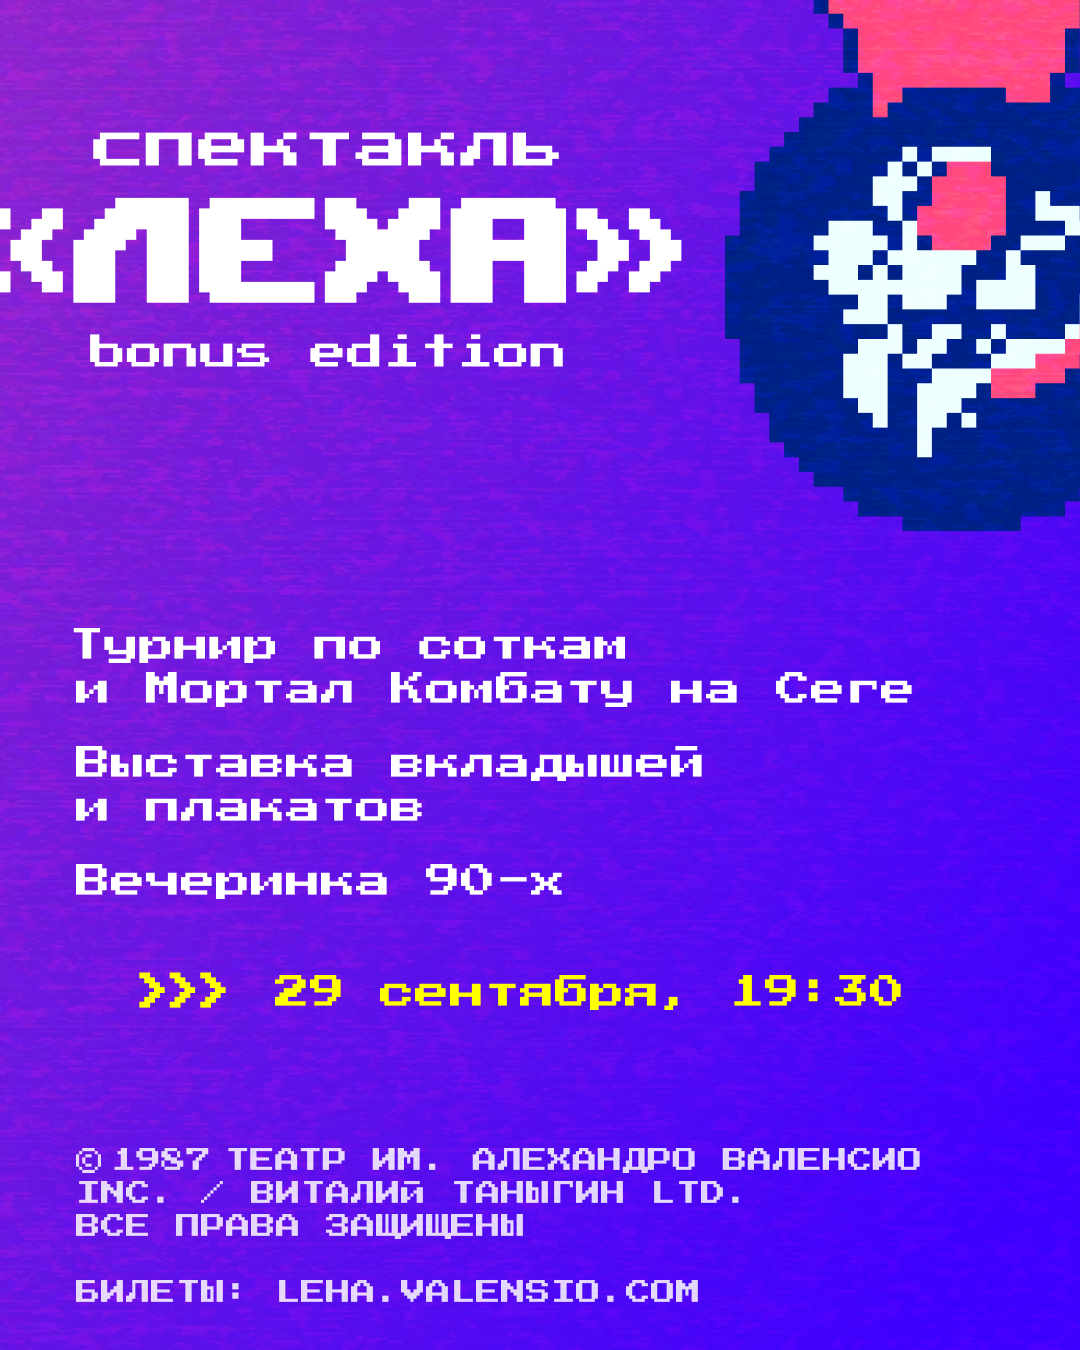 спектакль
«ЛЕХА»
bonus edition
Турнир по соткам
и Мортал Комбату на Сеге
Выставка вкладышей
и плакатов
Вечеринка 90-х
❯❯❯ 29 сентября, 19:30
© 1987 ТЕАТР ИМ. АЛЕХАНДРО ВАЛЕНСИО
INC. / ВИТАЛИЙ ТАНЫГИН LTD.
ВСЕ ПРАВА ЗАЩИЩЕНЫ
БИЛЕТЫ: LEHA.VALENSIO.COM